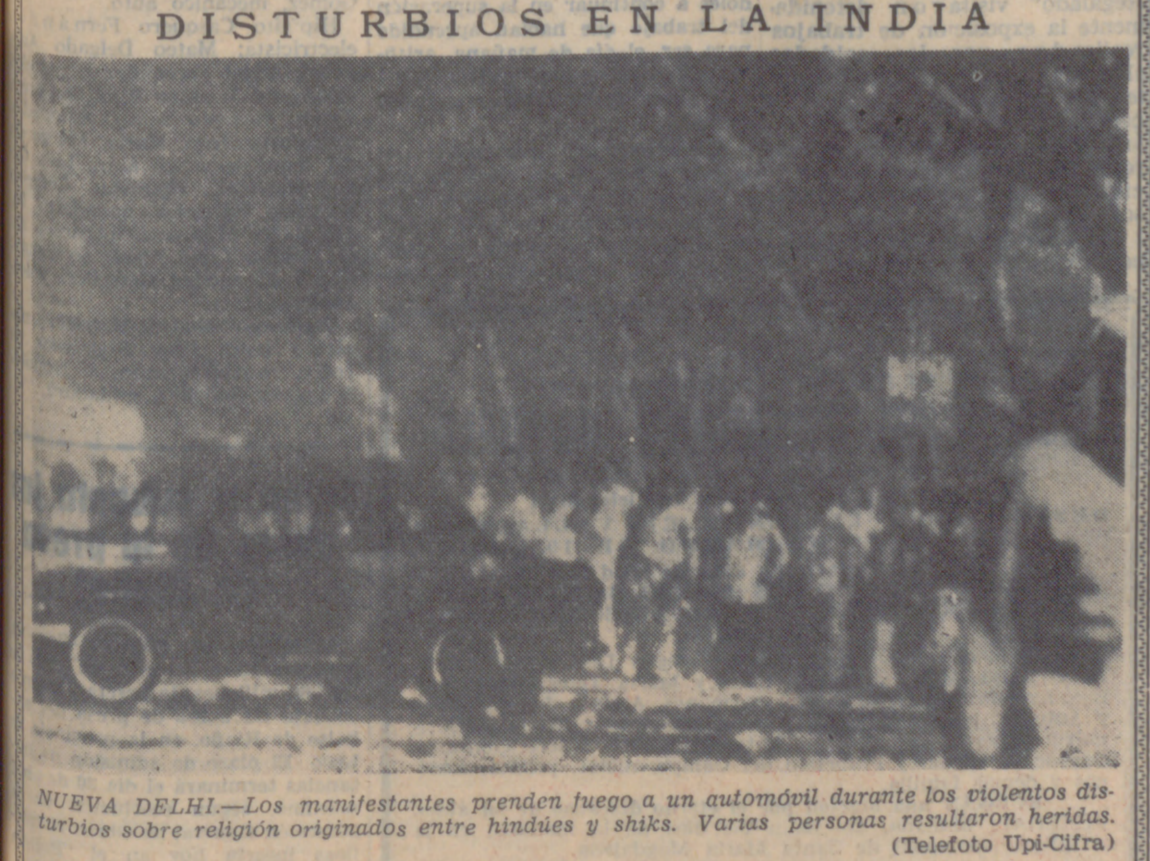 DISTURBIOS EN LA INDIA
NUEVA DELHI.—Los manifestantes prenden fuego a un automóvil durante los violentos dis-
turbios sobre religión originados entre hindúes y shiks. Varias personas resultaron heridas.
(Telefoto Upi-Cifra)